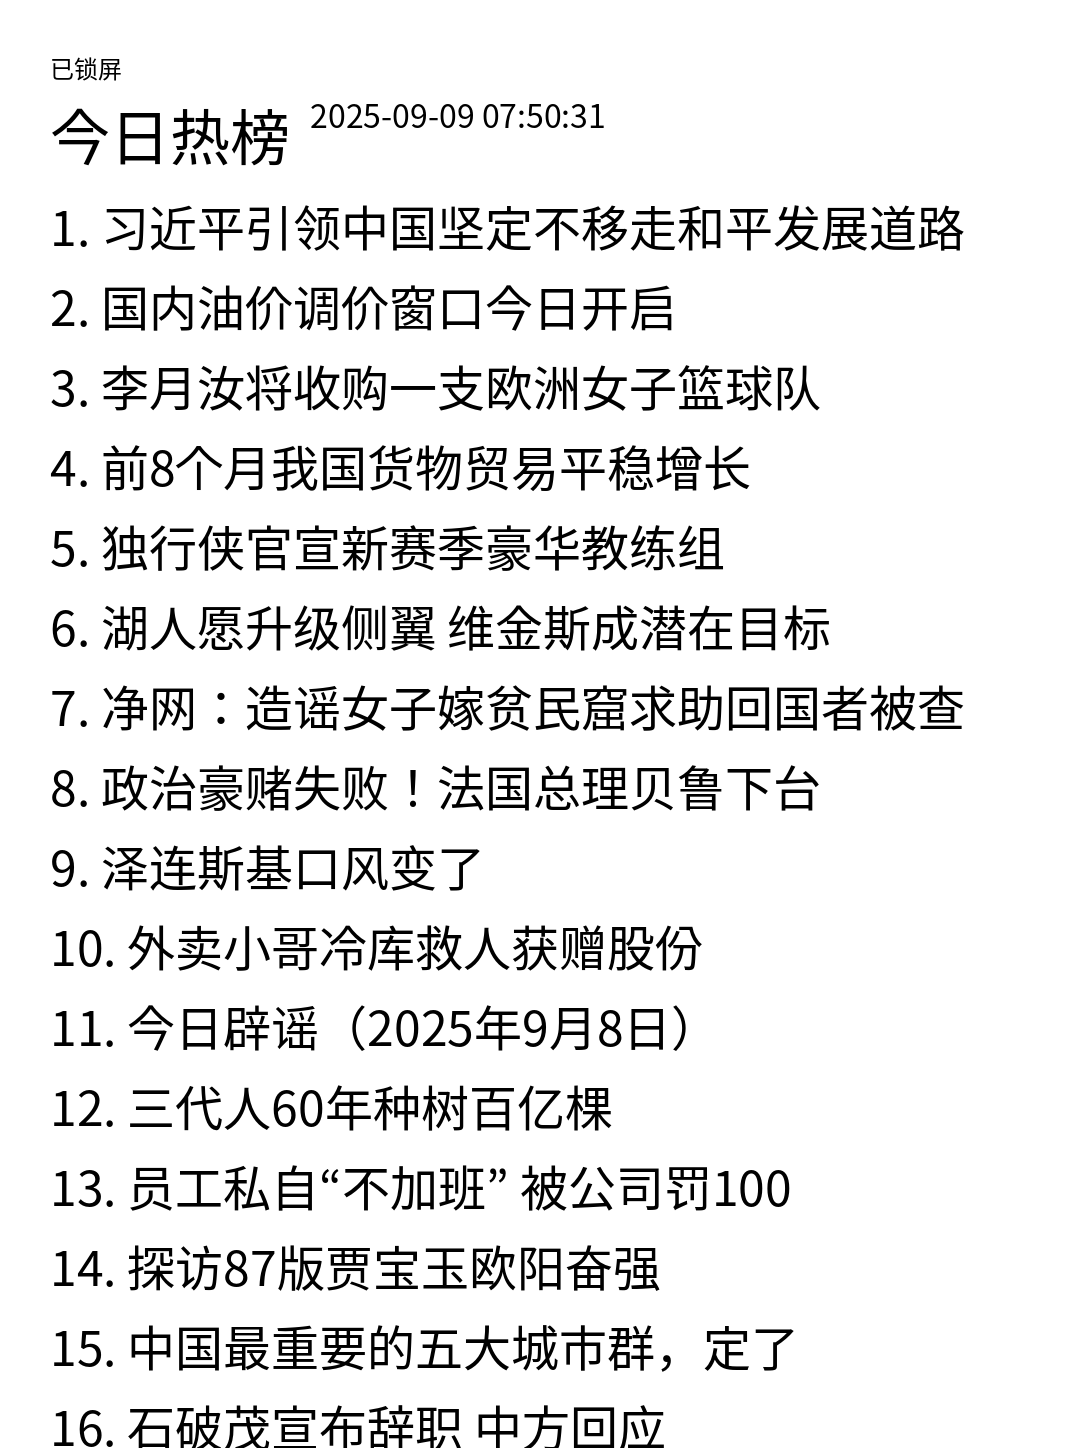 已锁屏
今日热榜 2025-09-09 07:50:31
1. 习近平引领中国坚定不移走和平发展道路
2. 国内油价调价窗口今日开启
3. 李月汝将收购一支欧洲女子篮球队
4. 前8个月我国货物贸易平稳增长
5. 独行侠官宣新赛季豪华教练组
6. 湖人愿升级侧翼 维金斯成潜在目标
7. 净网：造谣女子嫁贫民窟求助回国者被查
8. 政治豪赌失败！法国总理贝鲁下台
9. 泽连斯基口风变了
10. 外卖小哥冷库救人获赠股份
11. 今日辟谣（2025年9月8日）
12. 三代人60年种树百亿棵
13. 员工私自“不加班” 被公司罚100
14. 探访87版贾宝玉欧阳奋强
15. 中国最重要的五大城市群，定了
16. 石破茂宣布辞职 中方回应